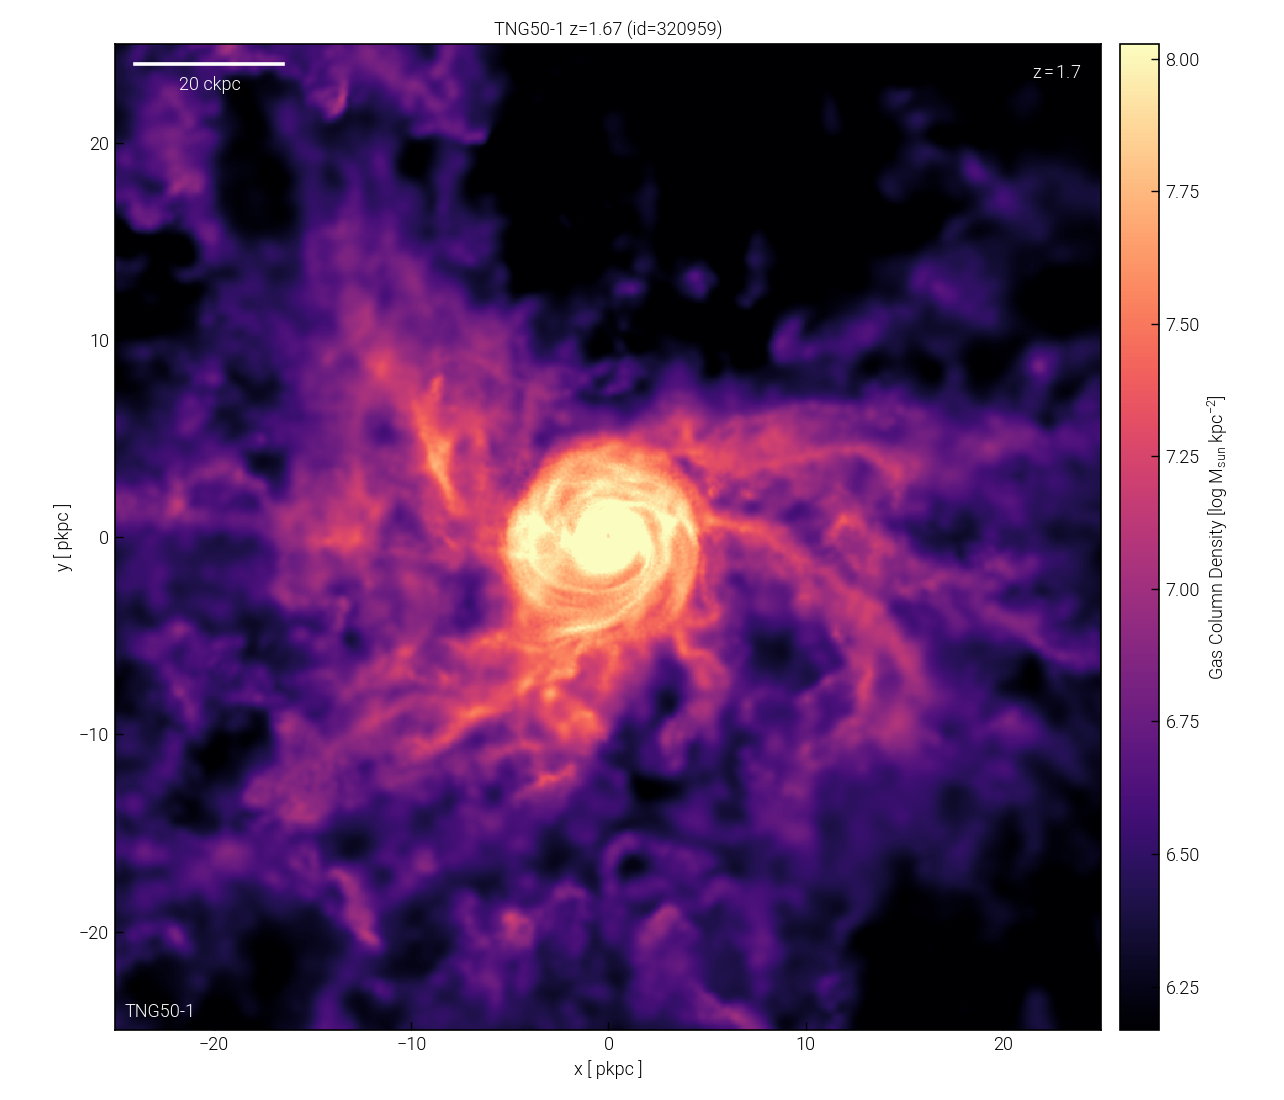 TNG50-1 z=1.67 (id=320959)
20 ckpc
z=1.7
8.00
7.75
7.50
7.25
7.00
6.75
6.50
6.25
Gas Column Density [log M_sun kpc^−2]
20
10
0
−10
−20
y [ pkpc ]
TNG50-1
−20
−10
0
10
20
x [ pkpc ]